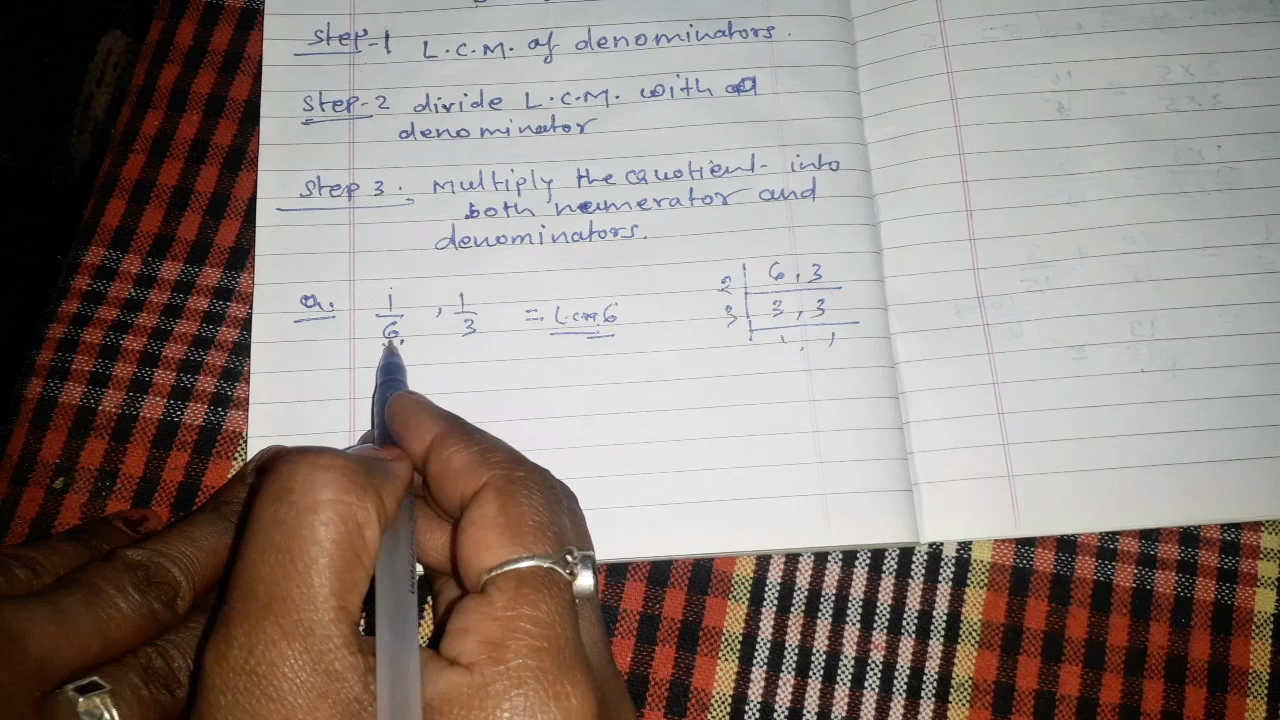 Step-1 L.C.M. of denominators.
Step-2 divide L.C.M. with
denominator
Step 3. Multiply the quotient into
both numerator and
denominators.
Q. 1/6, 1/3 = L.C.M. 6
2 | 6, 3
3 | 3, 3
1, 1